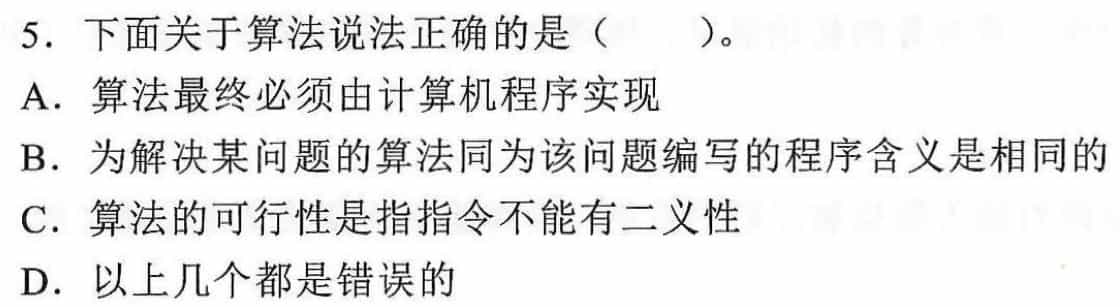 5. 下面关于算法说法正确的是（ ）。
A. 算法最终必须由计算机程序实现
B. 为解决某问题的算法同为该问题编写的程序含义是相同的
C. 算法的可行性是指指令不能有二义性
D. 以上几个都是错误的